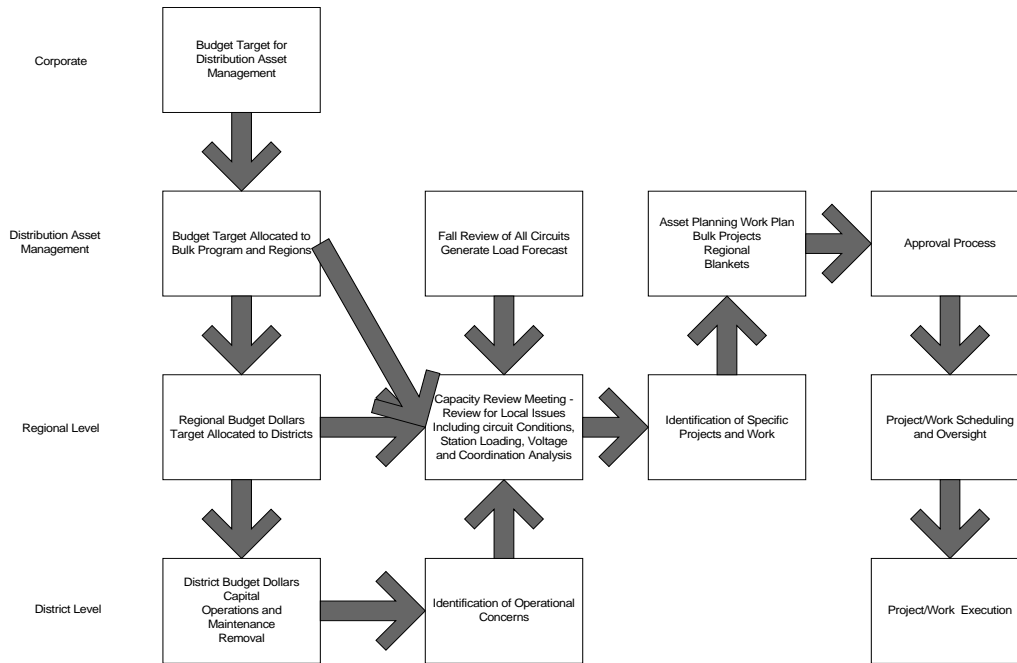 Corporate
Budget Target for
Distribution Asset
Management
Distribution Asset
Management
Budget Target Allocated to
Bulk Program and Regions
Fall Review of All Circuits
Generate Load Forecast
Asset Planning Work Plan
Bulk Projects
Regional
Blankets
Approval Process
Regional Level
Regional Budget Dollars
Target Allocated to Districts
Capacity Review Meeting -
Review for Local Issues
Including circuit Conditions,
Station Loading, Voltage
and Coordination Analysis
Identification of Specific
Projects and Work
Project/Work Scheduling
and Oversight
District Level
District Budget Dollars
Capital
Operations and
Maintenance
Removal
Identification of Operational
Concerns
Project/Work Execution